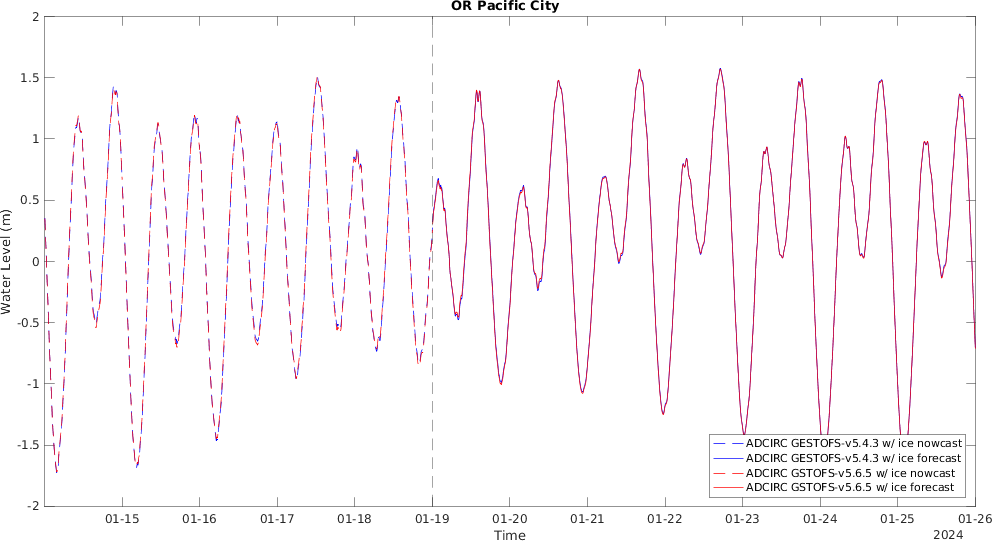 OR Pacific City
2
1.5
1
0.5
0
-0.5
-1
-1.5
-2
Water Level (m)
ADCIRC GESTOFS-v5.4.3 w/ ice nowcast
ADCIRC GESTOFS-v5.4.3 w/ ice forecast
ADCIRC GSTOFS-v5.6.5 w/ ice nowcast
ADCIRC GSTOFS-v5.6.5 w/ ice forecast
01-15 01-16 01-17 01-18 01-19 01-20 01-21 01-22 01-23 01-24 01-25 01-26
Time
2024